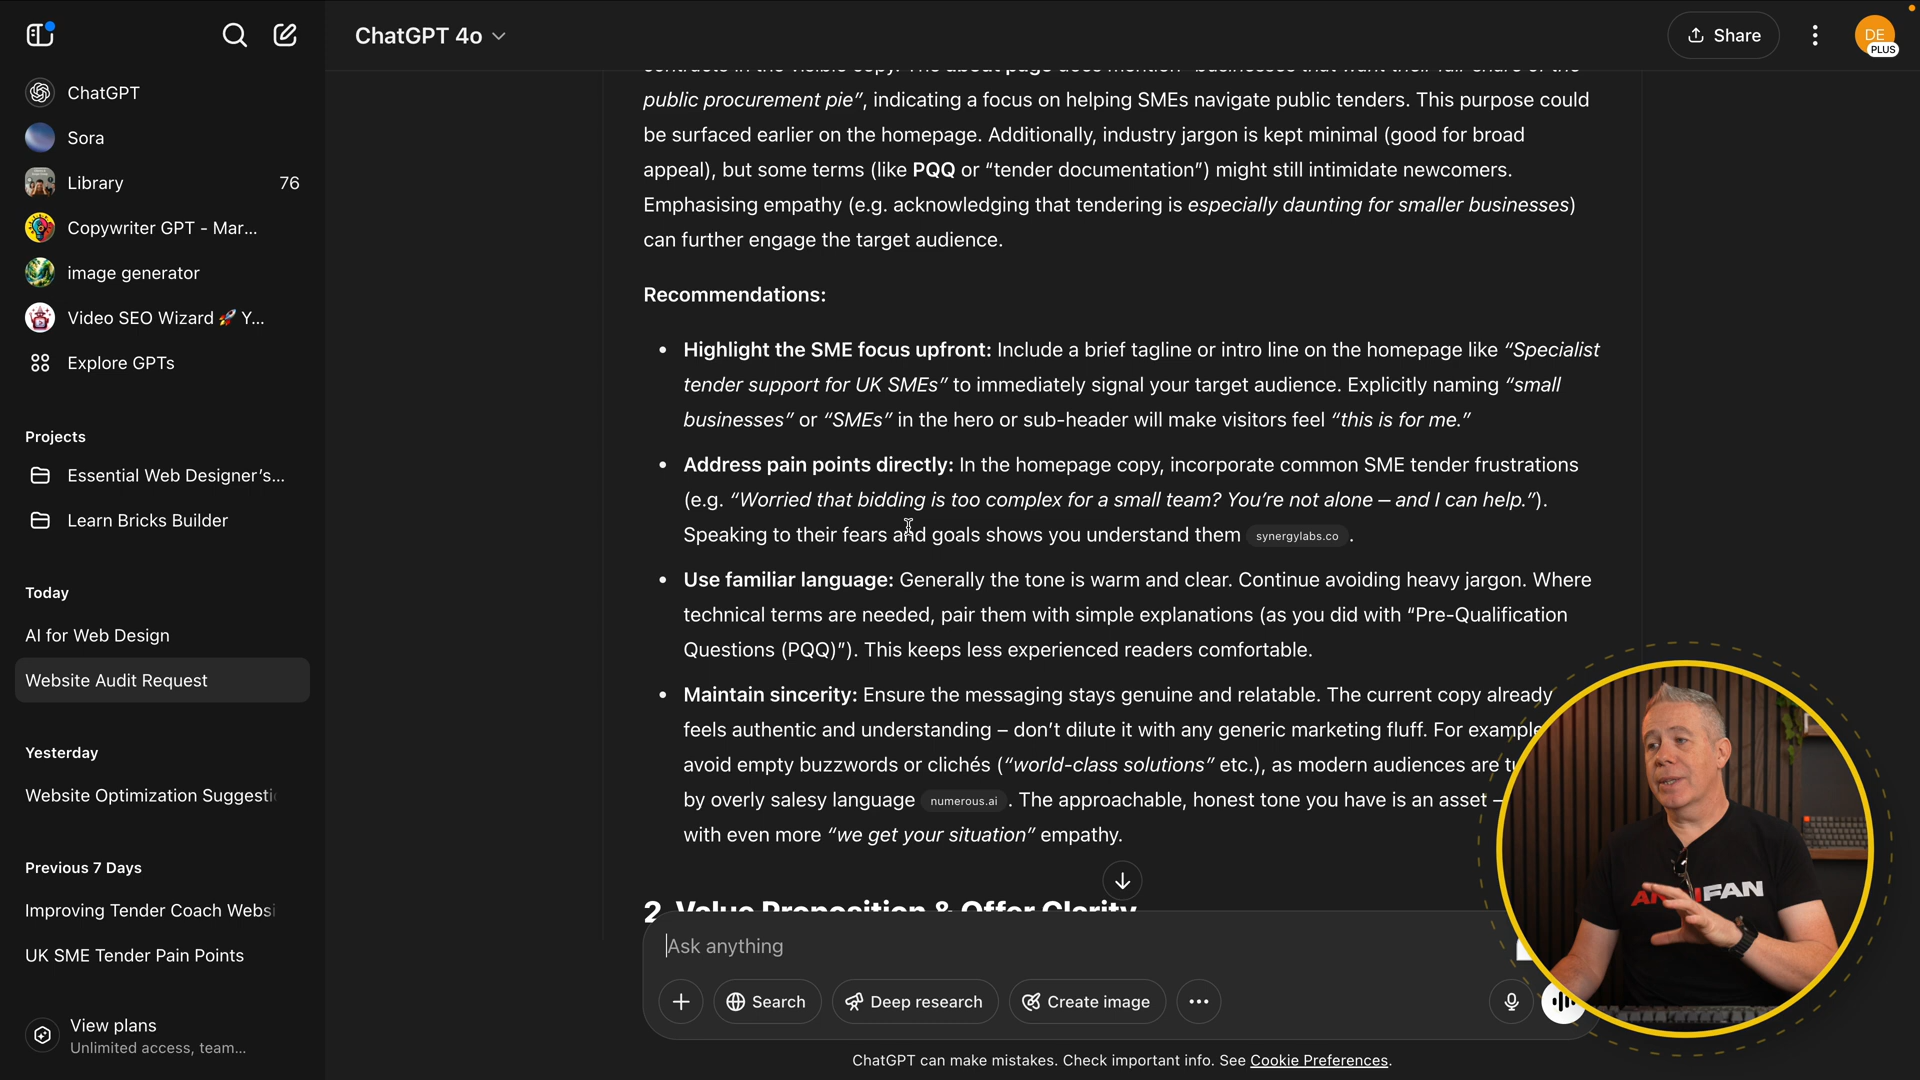 ChatGPT 4o
Share
DE
PLUS
ChatGPT
Sora
Library 76
Copywriter GPT - Mar...
image generator
Video SEO Wizard 🚀 Y...
Explore GPTs
Projects
Essential Web Designer’s...
Learn Bricks Builder
Today
AI for Web Design
Website Audit Request
Yesterday
Website Optimization Suggesti
Previous 7 Days
Improving Tender Coach Websi
UK SME Tender Pain Points
View plans
Unlimited access, team...
public procurement pie”, indicating a focus on helping SMEs navigate public tenders. This purpose could
be surfaced earlier on the homepage. Additionally, industry jargon is kept minimal (good for broad
appeal), but some terms (like PQQ or “tender documentation”) might still intimidate newcomers.
Emphasising empathy (e.g. acknowledging that tendering is especially daunting for smaller businesses)
can further engage the target audience.
Recommendations:
• Highlight the SME focus upfront: Include a brief tagline or intro line on the homepage like “Specialist
tender support for UK SMEs” to immediately signal your target audience. Explicitly naming “small
businesses” or “SMEs” in the hero or sub-header will make visitors feel “this is for me.”
• Address pain points directly: In the homepage copy, incorporate common SME tender frustrations
(e.g. “Worried that bidding is too complex for a small team? You’re not alone – and I can help.”).
Speaking to their fears and goals shows you understand them synergylabs.co .
• Use familiar language: Generally the tone is warm and clear. Continue avoiding heavy jargon. Where
technical terms are needed, pair them with simple explanations (as you did with “Pre-Qualification
Questions (PQQ)”). This keeps less experienced readers comfortable.
• Maintain sincerity: Ensure the messaging stays genuine and relatable. The current copy already
feels authentic and understanding – don’t dilute it with any generic marketing fluff. For example
avoid empty buzzwords or clichés (“world-class solutions” etc.), as modern audiences are
by overly salesy language numerus.ai . The approachable, honest tone you have is an asset –
with even more “we get your situation” empathy.
2. Value Proposition & Offer Clarity
Ask anything
Search
Deep research
Create image
ChatGPT can make mistakes. Check important info. See Cookie Preferences.
FAN